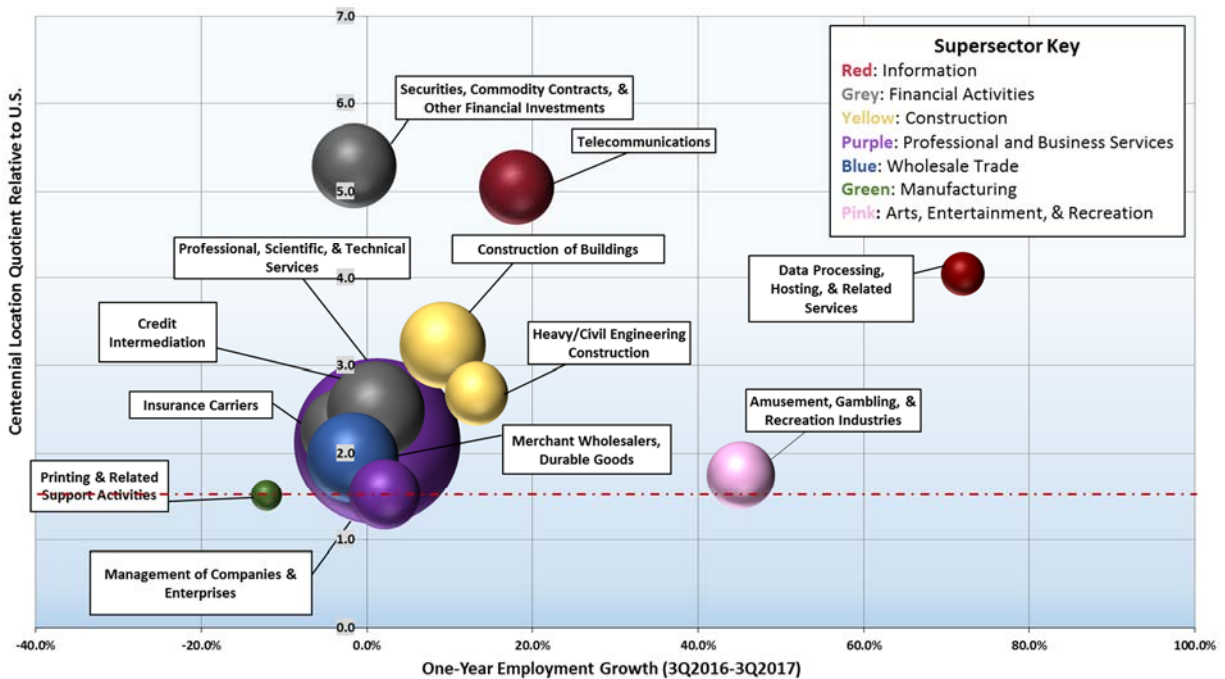 Centennial Location Quotient Relative to U.S.
7.0
6.0
5.0
4.0
3.0
2.0
1.0
0.0
Supersector Key
Red: Information
Grey: Financial Activities
Yellow: Construction
Purple: Professional and Business Services
Blue: Wholesale Trade
Green: Manufacturing
Pink: Arts, Entertainment, & Recreation
Securities, Commodity Contracts, &
Other Financial Investments
Telecommunications
Professional, Scientific, & Technical
Services
Construction of Buildings
Data Processing,
Hosting, & Related
Services
Credit
Intermediation
Heavy/Civil Engineering
Construction
Insurance Carriers
Amusement, Gambling, &
Recreation Industries
Merchant Wholesalers,
Durable Goods
Printing & Related
Support Activities
Management of Companies &
Enterprises
-40.0%
-20.0%
0.0%
20.0%
40.0%
60.0%
80.0%
100.0%
One-Year Employment Growth (3Q2016-3Q2017)